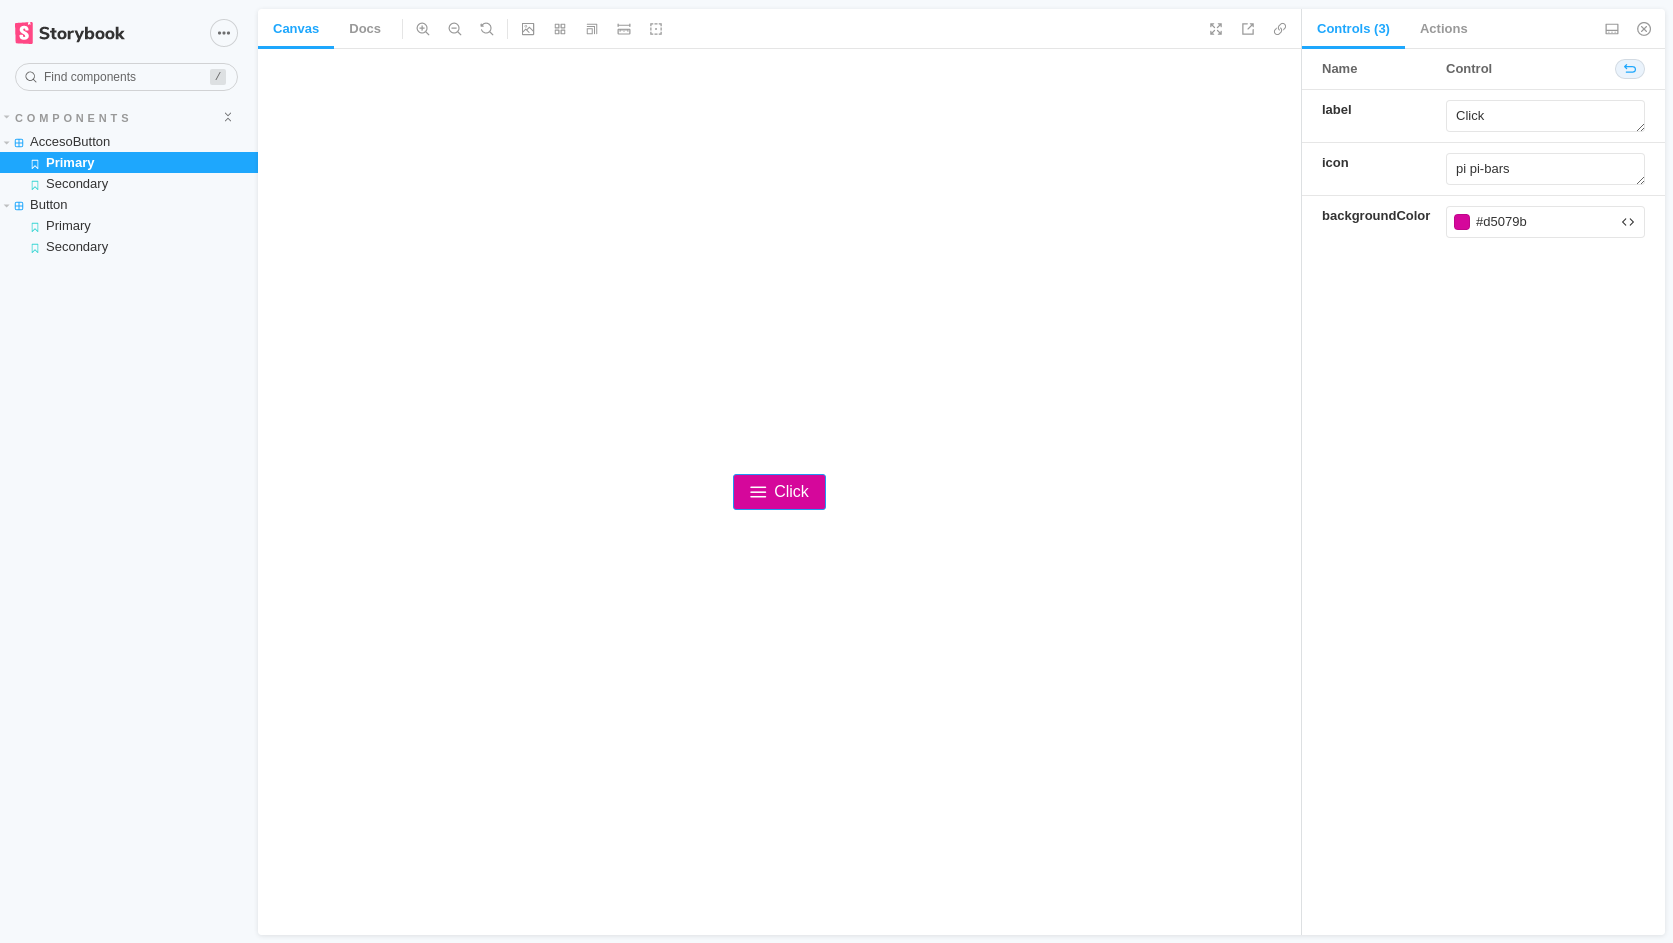 Storybook
Find components
/
COMPONENTS
AccesoButton
Primary
Secondary
Button
Primary
Secondary
Canvas
Docs
Click
Controls (3)
Actions
Name
Control
label
Click
icon
pi pi-bars
backgroundColor
#d5079b